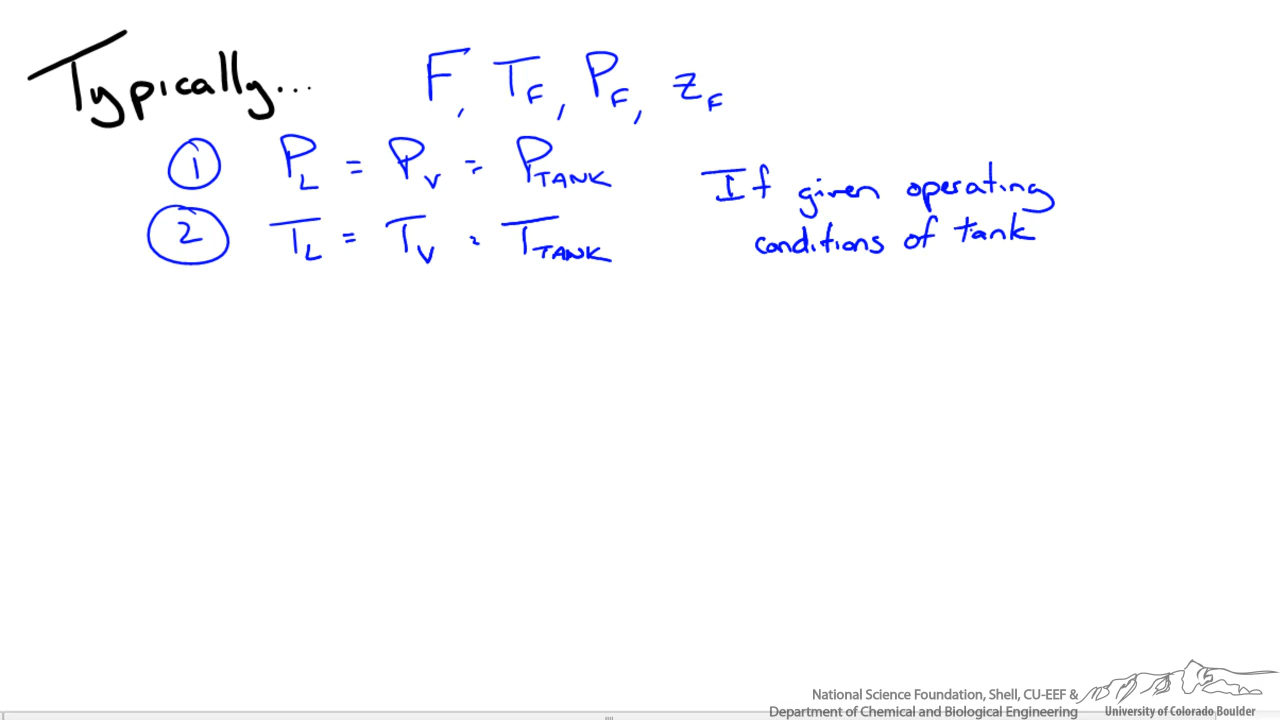 Typically... F, T_F, P_F, z_F
① P_L = P_V = P_TANK
② T_L = T_V = T_TANK
If given operating
conditions of tank
National Science Foundation, Shell, CU-EEF &
Department of Chemical and Biological Engineering
University of Colorado Boulder